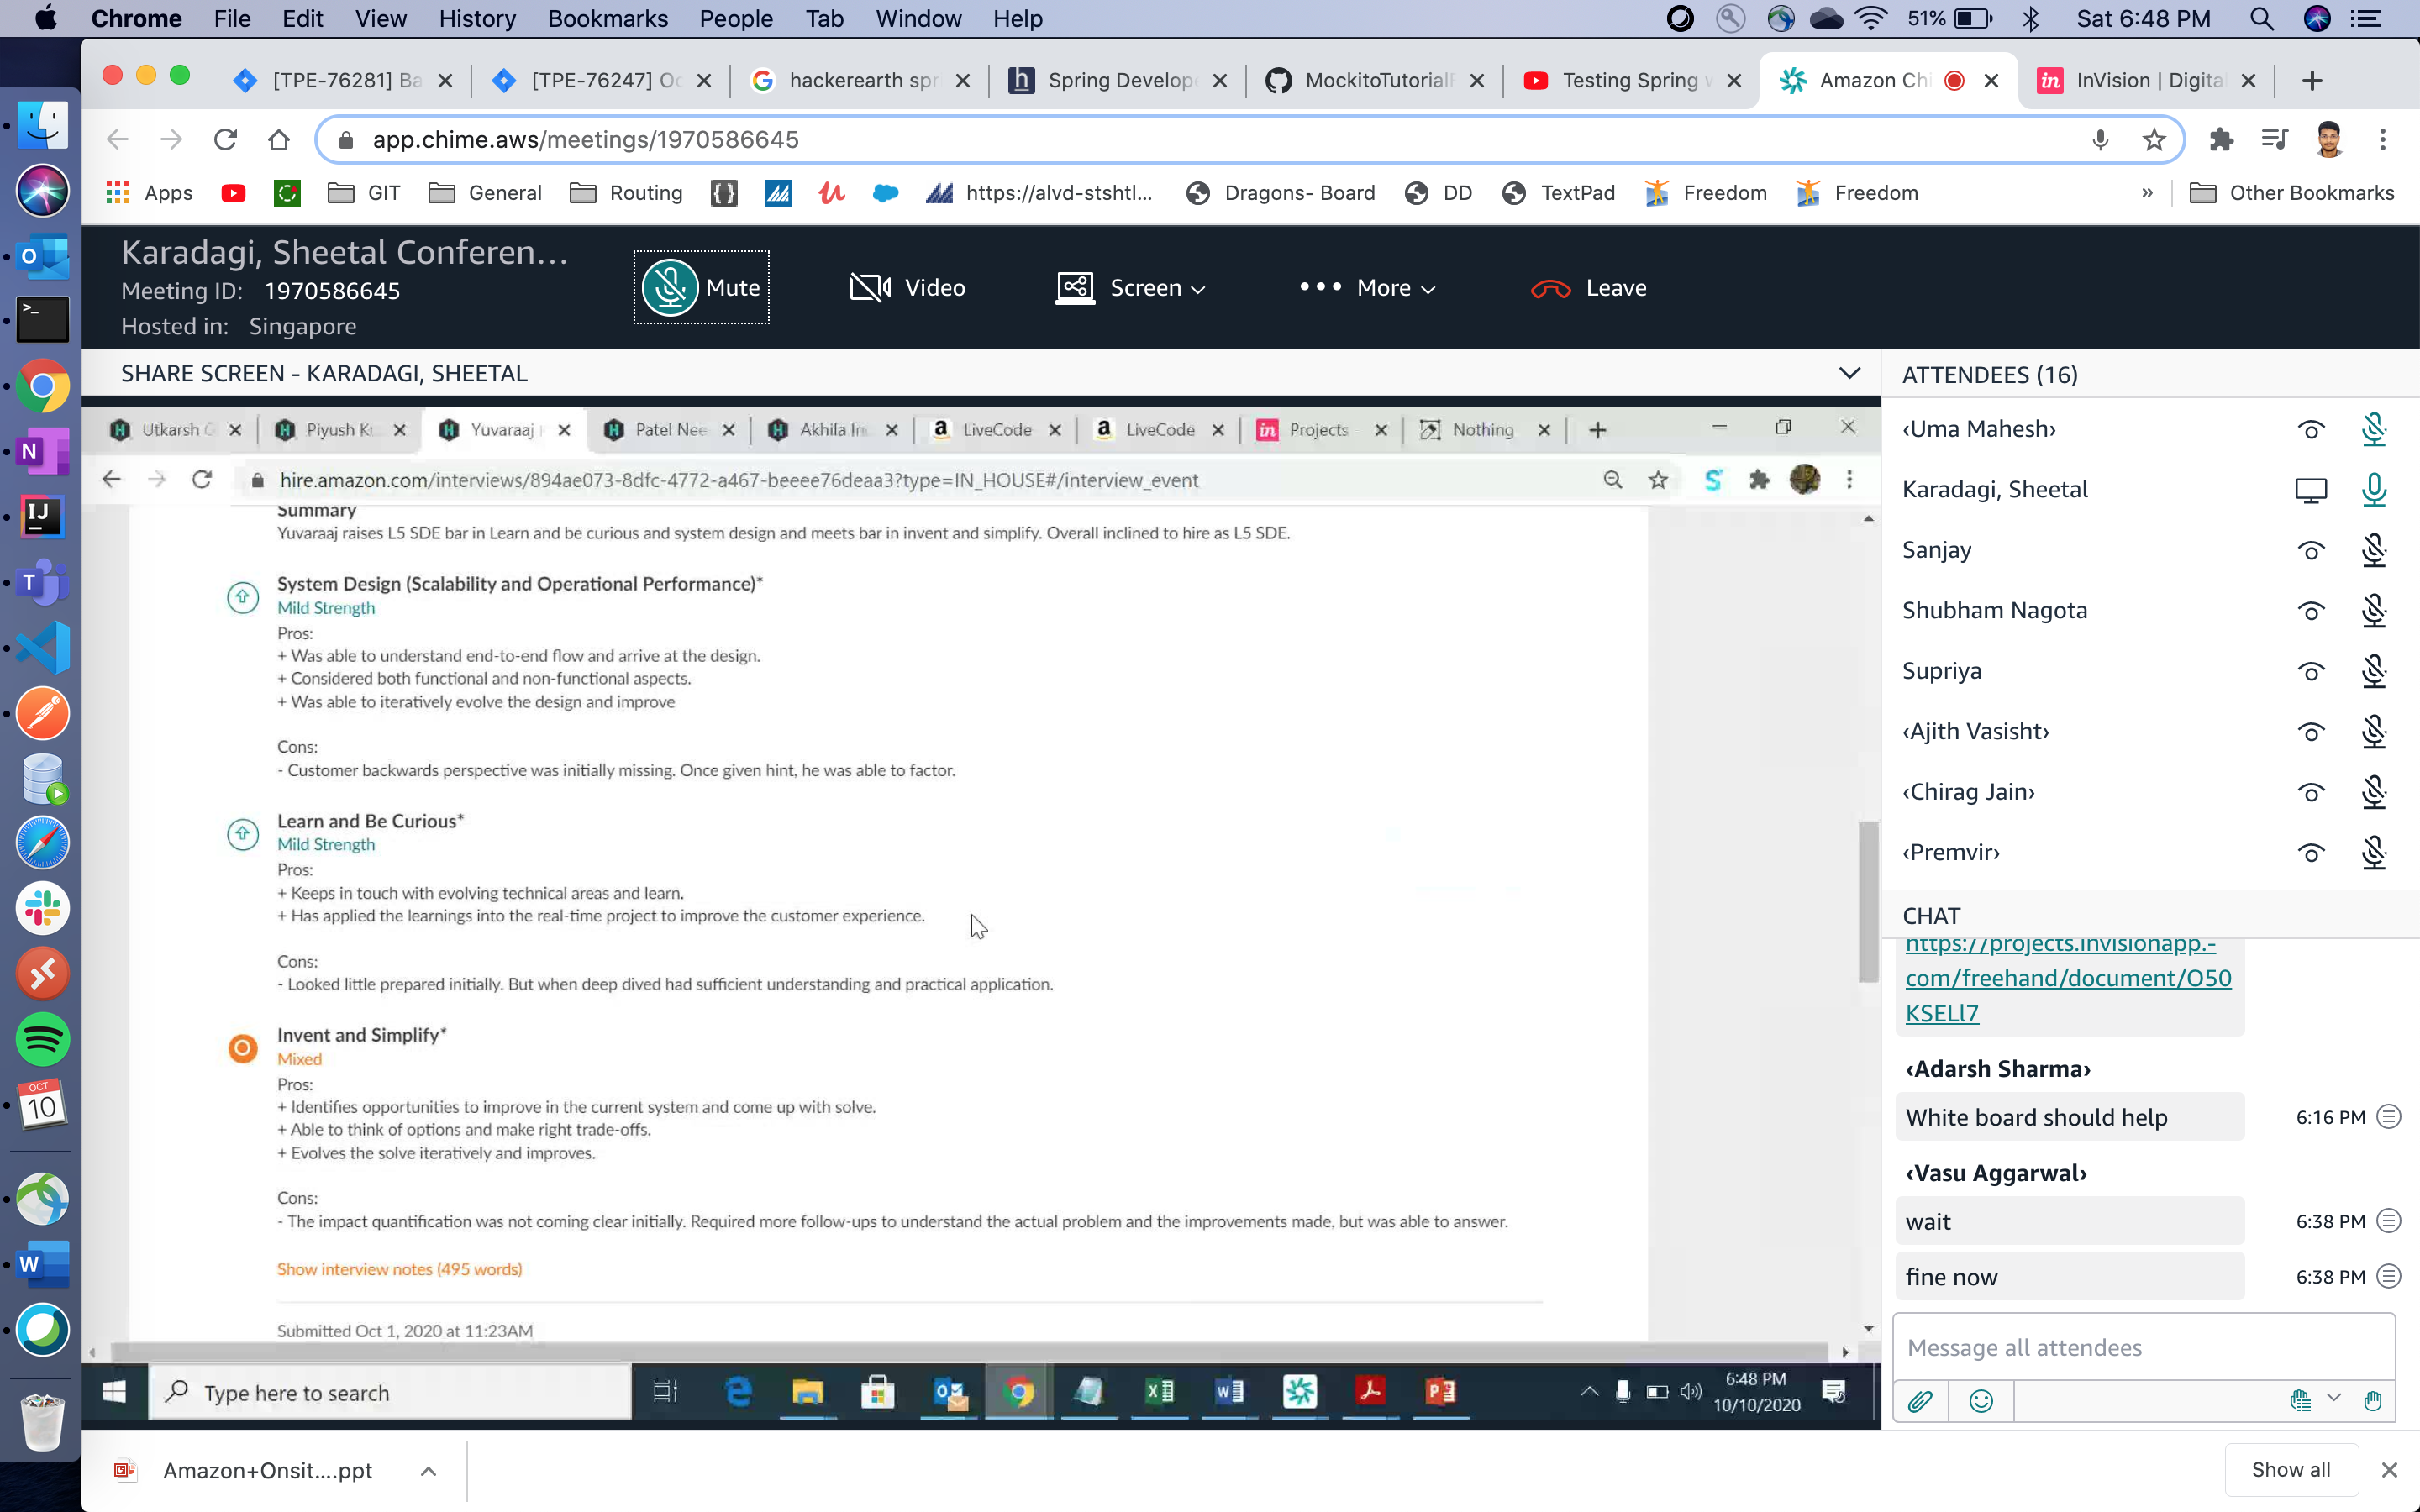 Chrome File Edit View History Bookmarks People Tab Window Help 51% Sat 6:48 PM
[TPE-76281] Ba [TPE-76247] Oc hackerearth spr Spring Develope MockitoTutorial Testing Spring Amazon Chi InVision | Digita
app.chime.aws/meetings/1970586645
Apps GIT General Routing https://alvd-stshtl... Dragons- Board DD TextPad Freedom Freedom » Other Bookmarks
Karadagi, Sheetal Conferen...
Meeting ID: 1970586645
Hosted in: Singapore
Mute Video Screen More Leave
SHARE SCREEN - KARADAGI, SHEETAL
Utkarsh Piyush Yuvaraaj Patel Nee Akhila LiveCode LiveCode Projects Nothing
hire.amazon.com/interviews/894ae073-8dfc-4772-a467-beeee76deaa3?type=IN_HOUSE#/interview_event
Summary
Yuvaraaj raises L5 SDE bar in Learn and be curious and system design and meets bar in invent and simplify. Overall inclined to hire as L5 SDE.
System Design (Scalability and Operational Performance)*
Mild Strength
Pros:
+ Was able to understand end-to-end flow and arrive at the design.
+ Considered both functional and non-functional aspects.
+ Was able to iteratively evolve the design and improve
Cons:
- Customer backwards perspective was initially missing. Once given hint, he was able to factor.
Learn and Be Curious*
Mild Strength
Pros:
+ Keeps in touch with evolving technical areas and learn.
+ Has applied the learnings into the real-time project to improve the customer experience.
Cons:
- Looked little prepared initially. But when deep dived had sufficient understanding and practical application.
Invent and Simplify*
Mixed
Pros:
+ Identifies opportunities to improve in the current system and come up with solve.
+ Able to think of options and make right trade-offs.
+ Evolves the solve iteratively and improves.
Cons:
- The impact quantification was not coming clear initially. Required more follow-ups to understand the actual problem and the improvements made, but was able to answer.
Show interview notes (495 words)
Submitted Oct 1, 2020 at 11:23AM
Type here to search
6:48 PM
10/10/2020
ATTENDEES (16)
‹Uma Mahesh›
Karadagi, Sheetal
Sanjay
Shubham Nagota
Supriya
‹Ajith Vasisht›
‹Chirag Jain›
‹Premvir›
CHAT
https://projects.invisionapp.-
com/freehand/document/O50
KSELl7
‹Adarsh Sharma›
White board should help 6:16 PM
‹Vasu Aggarwal›
wait 6:38 PM
fine now 6:38 PM
Message all attendees
OCT
10
Amazon+Onsit....ppt
Show all